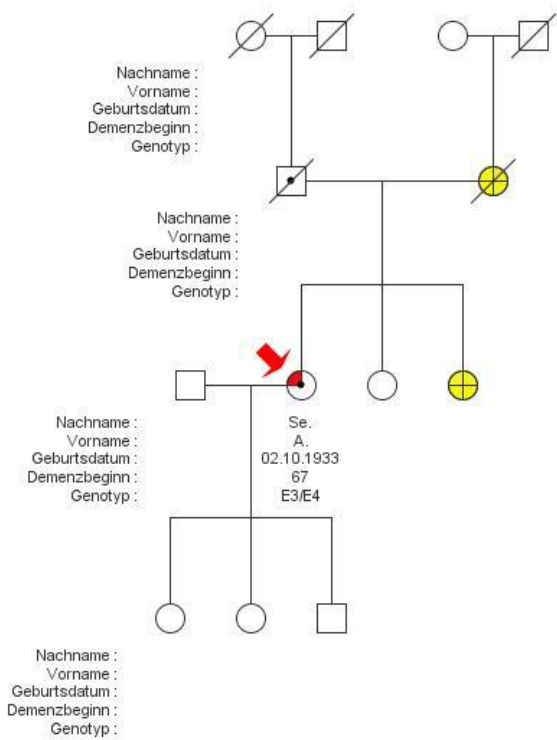 Nachname :
Vorname :
Geburtsdatum :
Demenzbeginn :
Genotyp :
Nachname :
Vorname :
Geburtsdatum :
Demenzbeginn :
Genotyp :
Nachname : Se.
Vorname : A.
Geburtsdatum : 02.10.1933
Demenzbeginn : 67
Genotyp : E3/E4
Nachname :
Vorname :
Geburtsdatum :
Demenzbeginn :
Genotyp :